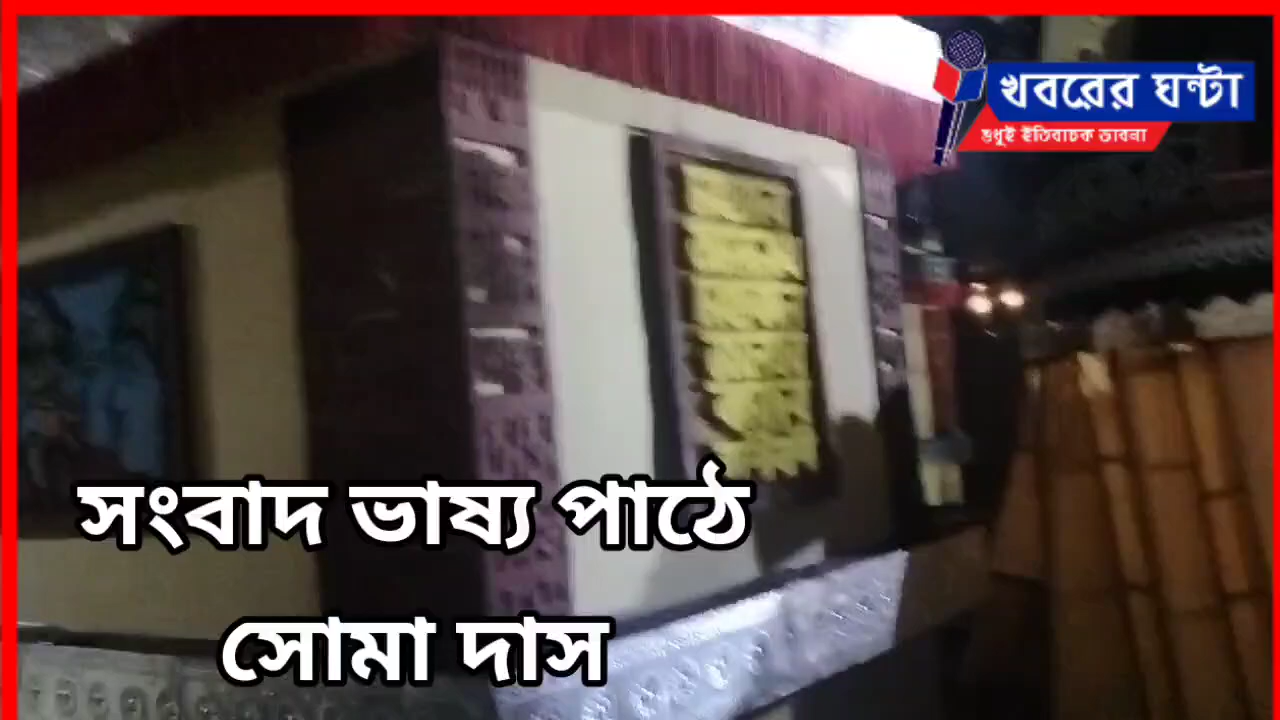 খবরের ঘন্টা
শুধুই ইতিবাচক ভাবনা
সংবাদ ভাষ্য পাঠে
সোমা দাস